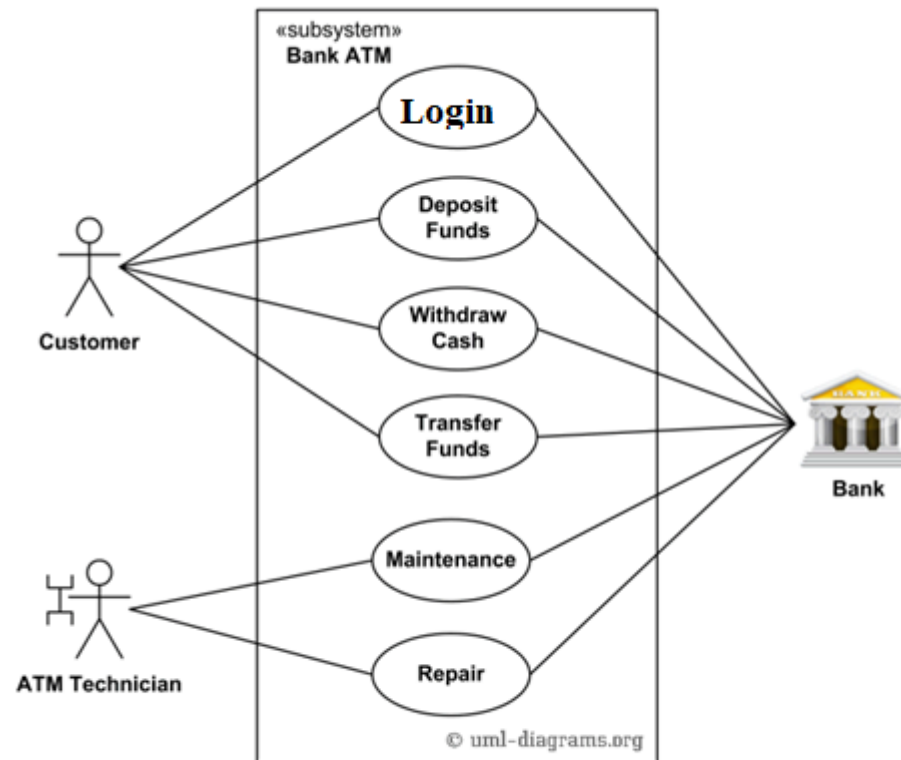 «subsystem»
Bank ATM
Login
Deposit
Funds
Customer
Withdraw
Cash
Transfer
Funds
BANK
Bank
Maintenance
ATM Technician
Repair
© uml-diagrams.org